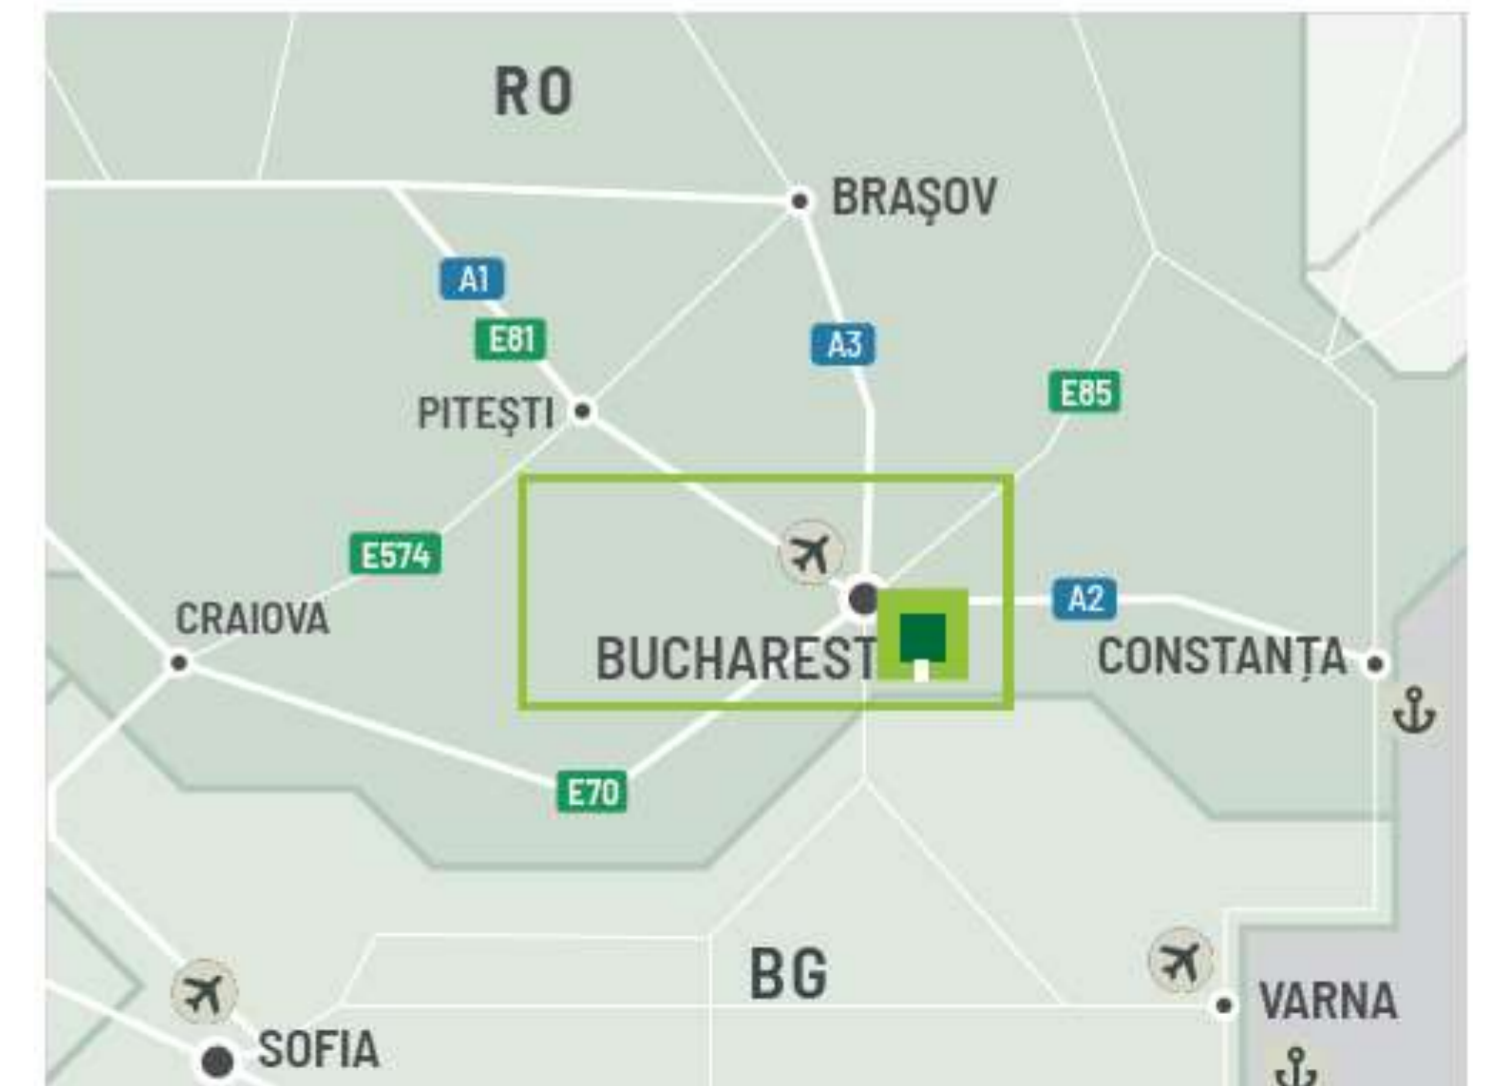 RO
BRAŞOV
A1
E81
A3
E85
PITEŞTI
E574
A2
CRAIOVA
BUCHAREST
CONSTANȚA
E70
BG
VARNA
SOFIA